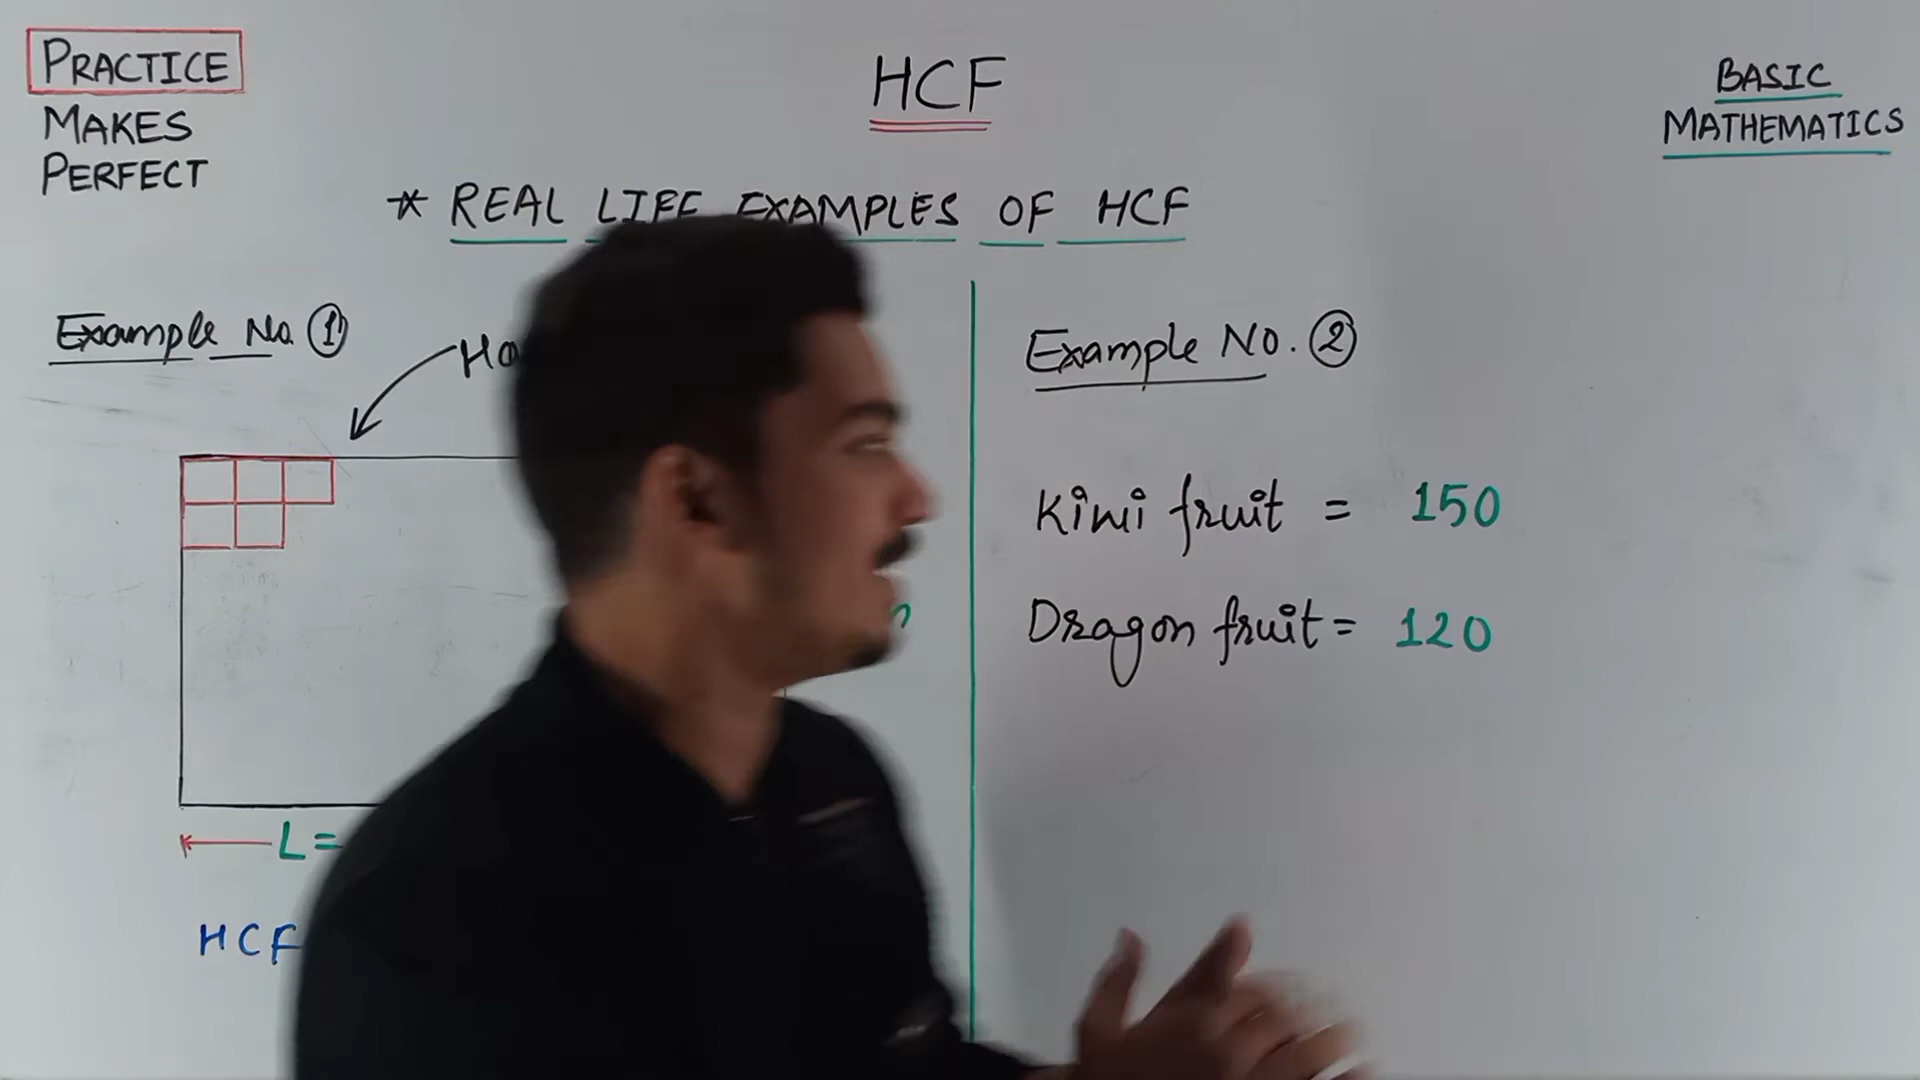 PRACTICE
MAKES
PERFECT
HCF
BASIC
MATHEMATICS
* REAL LIFE EXAMPLES OF HCF
Example No. ①
L =
HCF
Example No. ②
Kiwi fruit = 150
Dragon fruit = 120